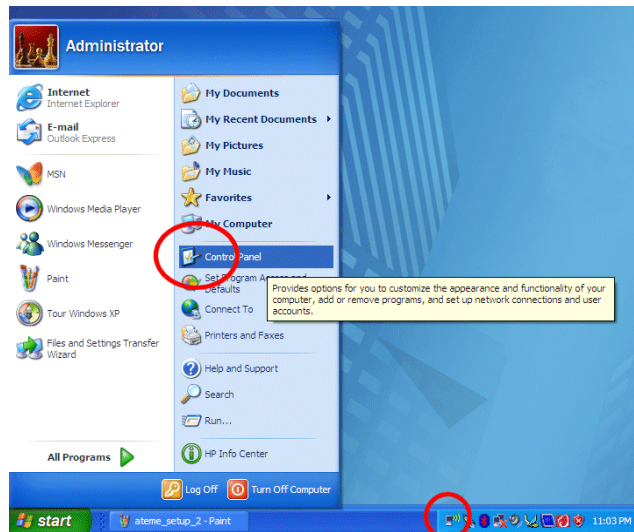 Administrator
Internet
Internet Explorer
E-mail
Outlook Express
MSN
Windows Media Player
Windows Messenger
Paint
Tour Windows XP
Files and Settings Transfer
Wizard
All Programs
My Documents
My Recent Documents
My Pictures
My Music
Favorites
My Computer
Control Panel
Set Program Access and
Defaults
Connect To
Printers and Faxes
Help and Support
Search
Run...
HP Info Center
Provides options for you to customize the appearance and functionality of your
computer, add or remove programs, and set up network connections and user
accounts.
Log Off
Turn Off Computer
start
ateme_setup_2 - Paint
11:03 PM